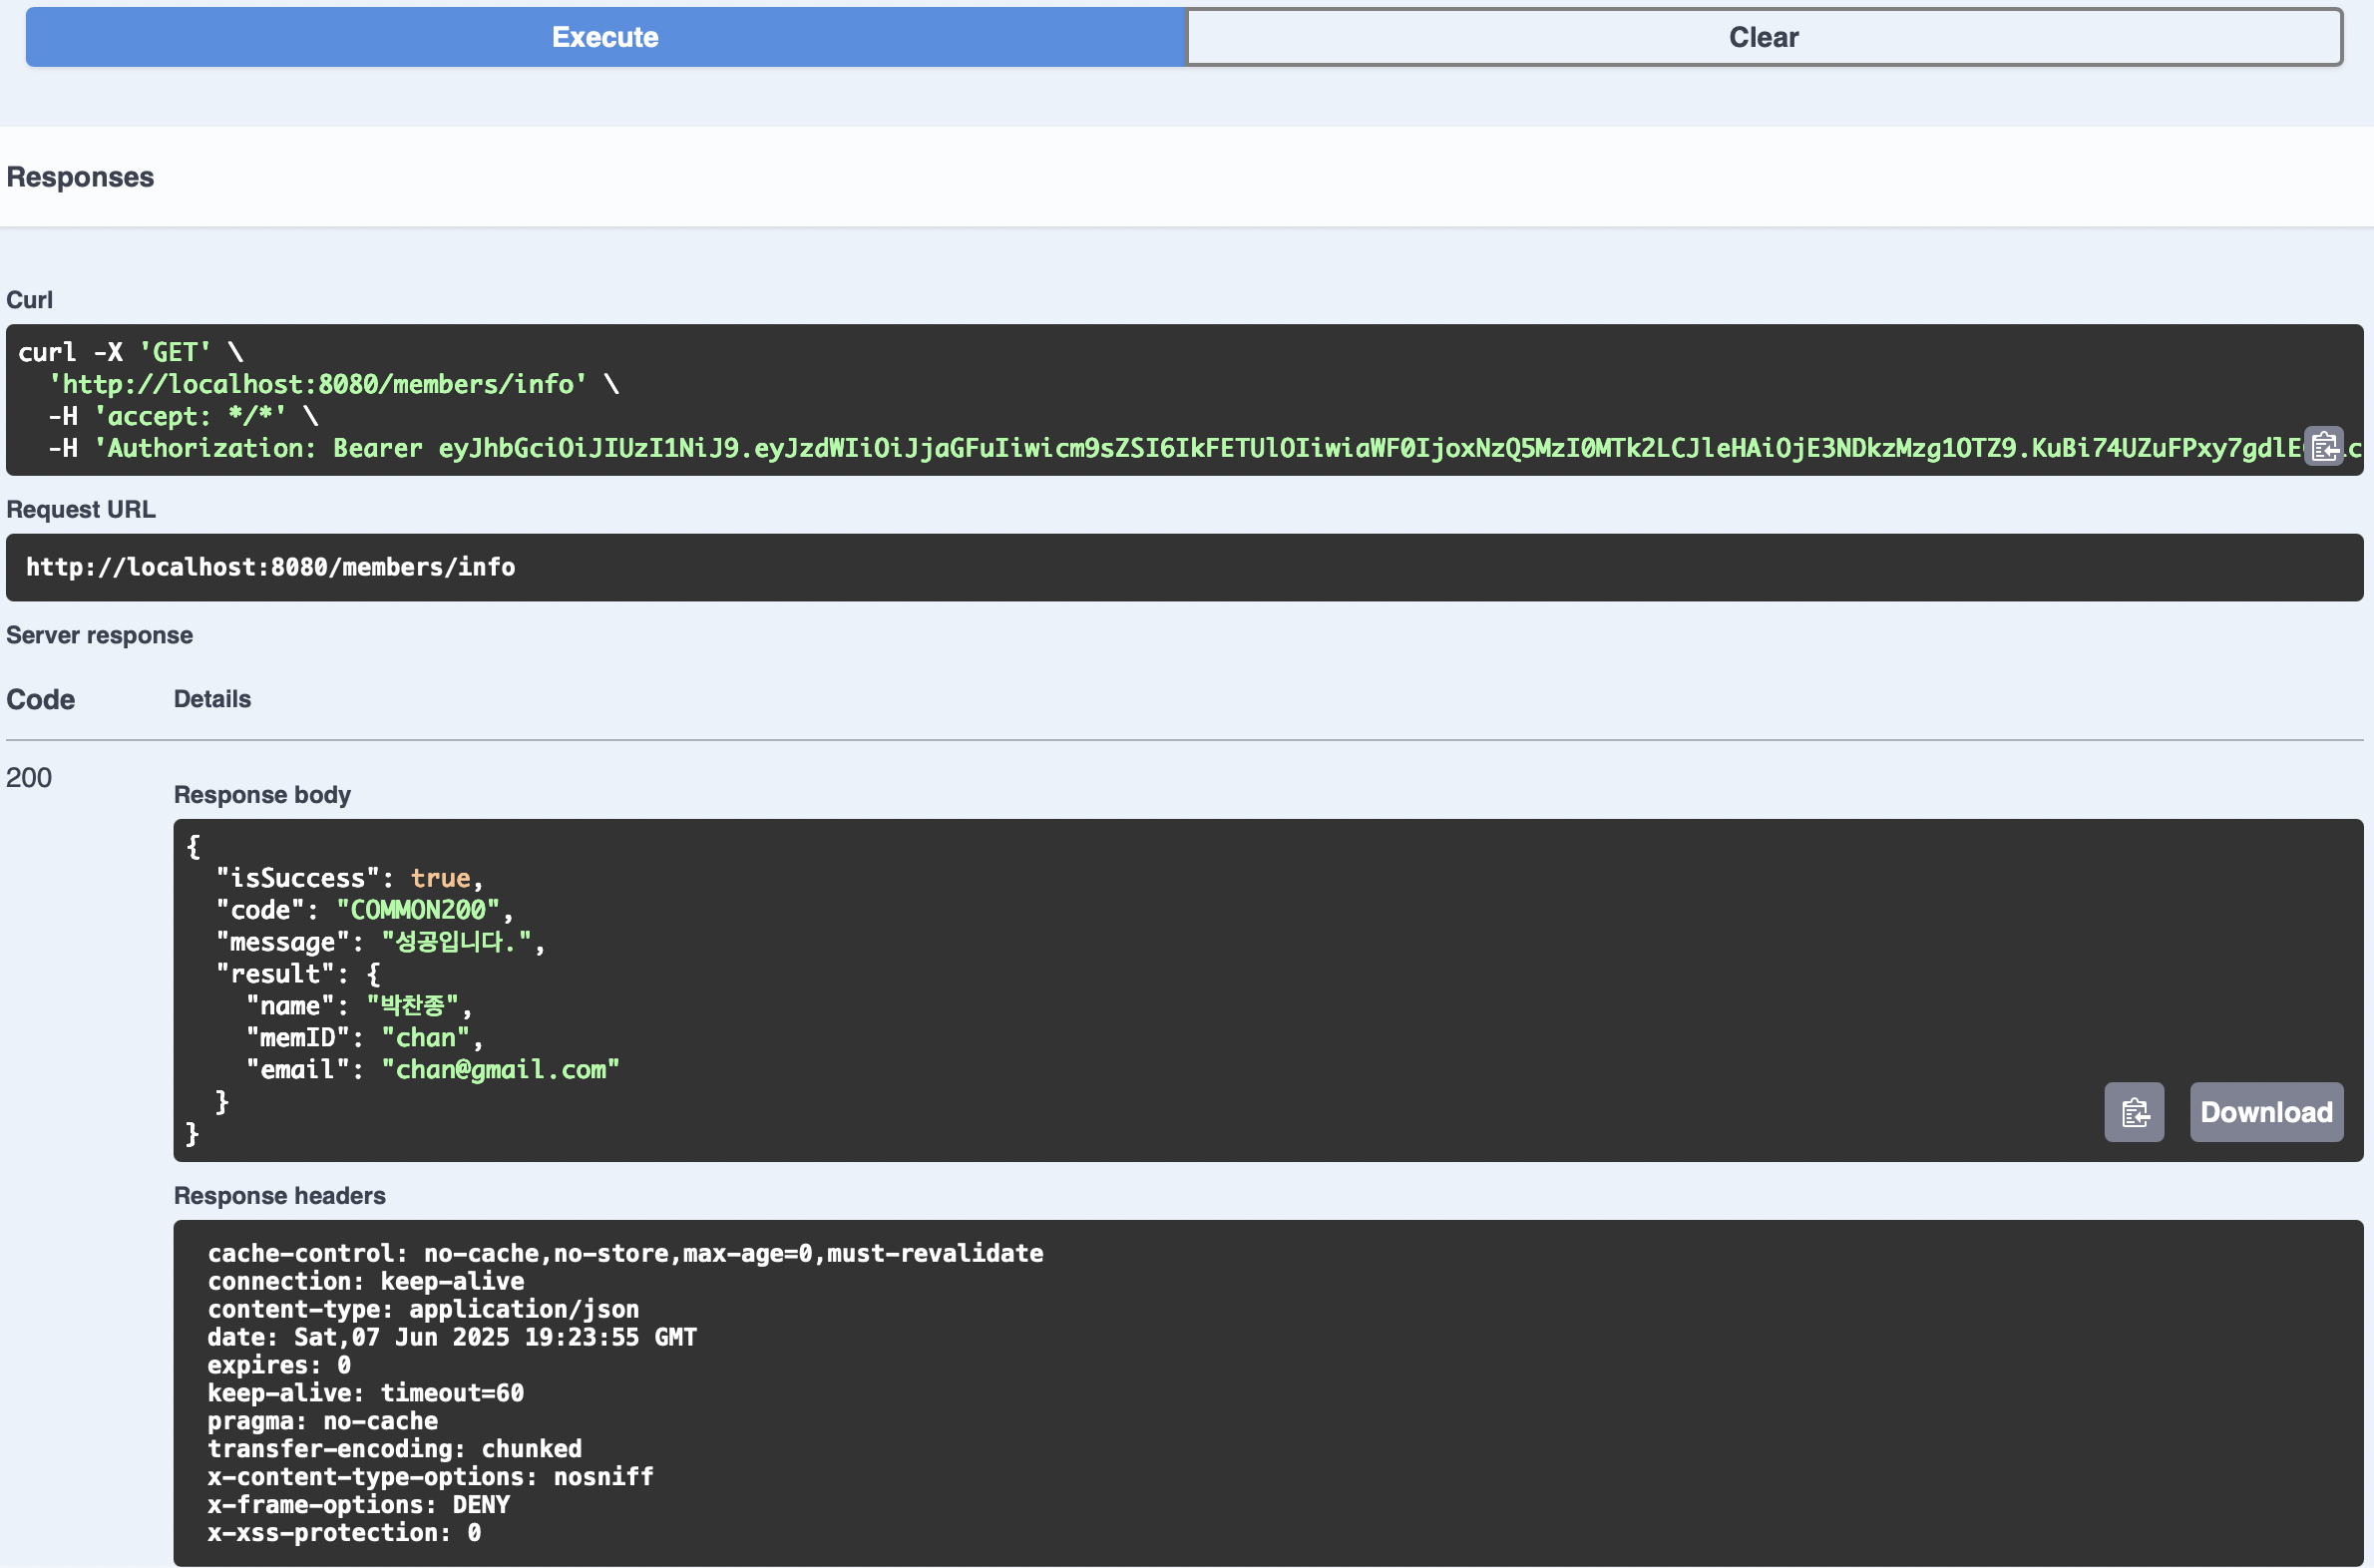 Execute
Clear
Responses
Curl
curl -X 'GET' \
'http://localhost:8080/members/info' \
-H 'accept: */*' \
-H 'Authorization: Bearer eyJhbGciOiJIUzI1NiJ9.eyJzdWIiOiJjaGFuIiwicm9sZSI6IkFETUlOIiwiaWF0IjoxNzQ5MzI0MTk2LCJleHAiOjE3NDkzMzg1OTZ9.KuBi74UZuFPxy7gdlE
Request URL
http://localhost:8080/members/info
Server response
Code
Details
200
Response body
{
"isSuccess": true,
"code": "COMMON200",
"message": "성공입니다.",
"result": {
"name": "박찬종",
"memID": "chan",
"email": "chan@gmail.com"
}
}
Download
Response headers
cache-control: no-cache,no-store,max-age=0,must-revalidate
connection: keep-alive
content-type: application/json
date: Sat,07 Jun 2025 19:23:55 GMT
expires: 0
keep-alive: timeout=60
pragma: no-cache
transfer-encoding: chunked
x-content-type-options: nosniff
x-frame-options: DENY
x-xss-protection: 0